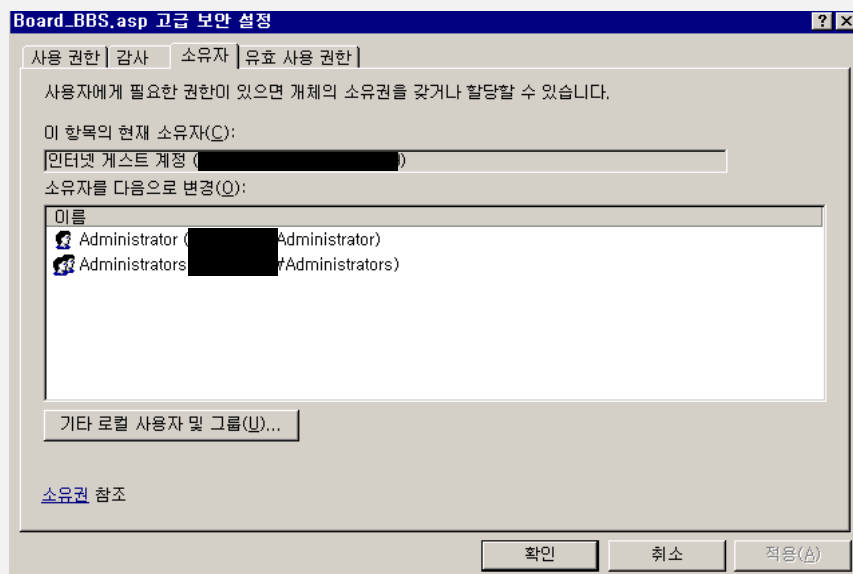 Board_BBS.asp 고급 보안 설정
사용 권한 감사 소유자 유효 사용 권한
사용자에게 필요한 권한이 있으면 개체의 소유권을 갖거나 할당할 수 있습니다.
이 항목의 현재 소유자(C):
인터넷 게스트 계정 ( )
소유자를 다음으로 변경(O):
이름
Administrator ( Administrator)
Administrators \Administrators)
기타 로컬 사용자 및 그룹(U)...
소유권 참조
확인 취소 적용(A)